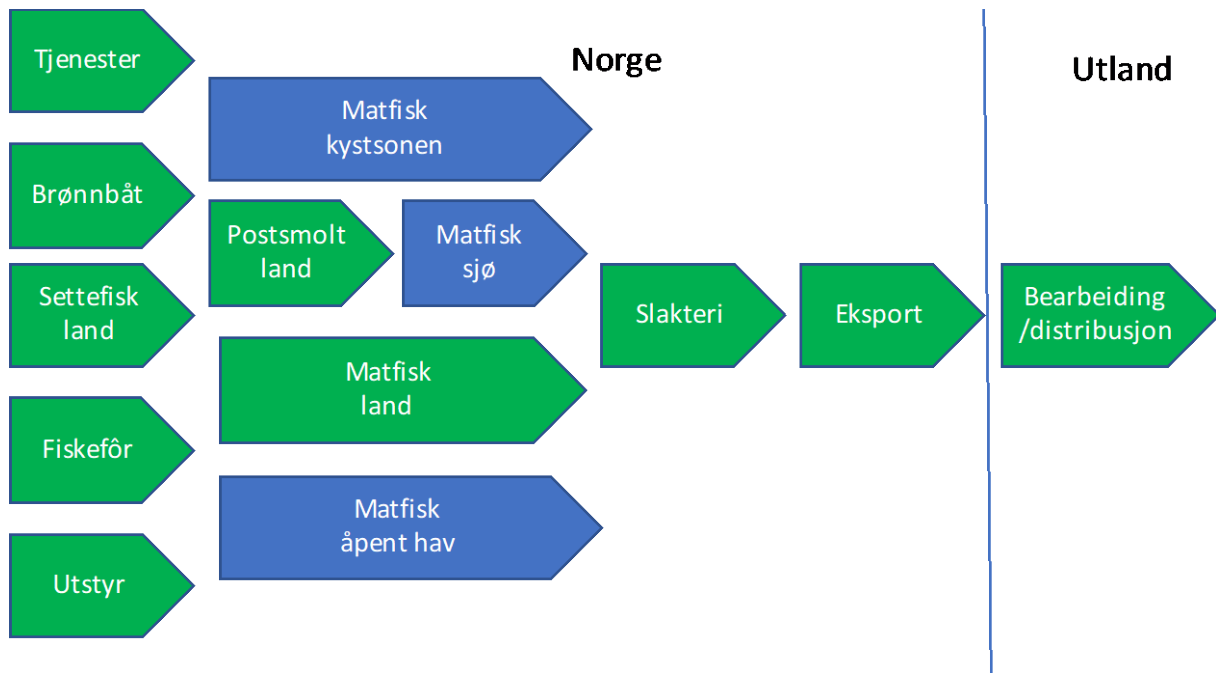 Tjenester
Brønnbåt
Settefisk
land
Fiskefôr
Utstyr
Matfisk
kystsonen
Postsmolt
land
Matfisk
sjø
Matfisk
land
Matfisk
åpent hav
Norge
Slakteri
Eksport
Utland
Bearbeiding
/distribusjon